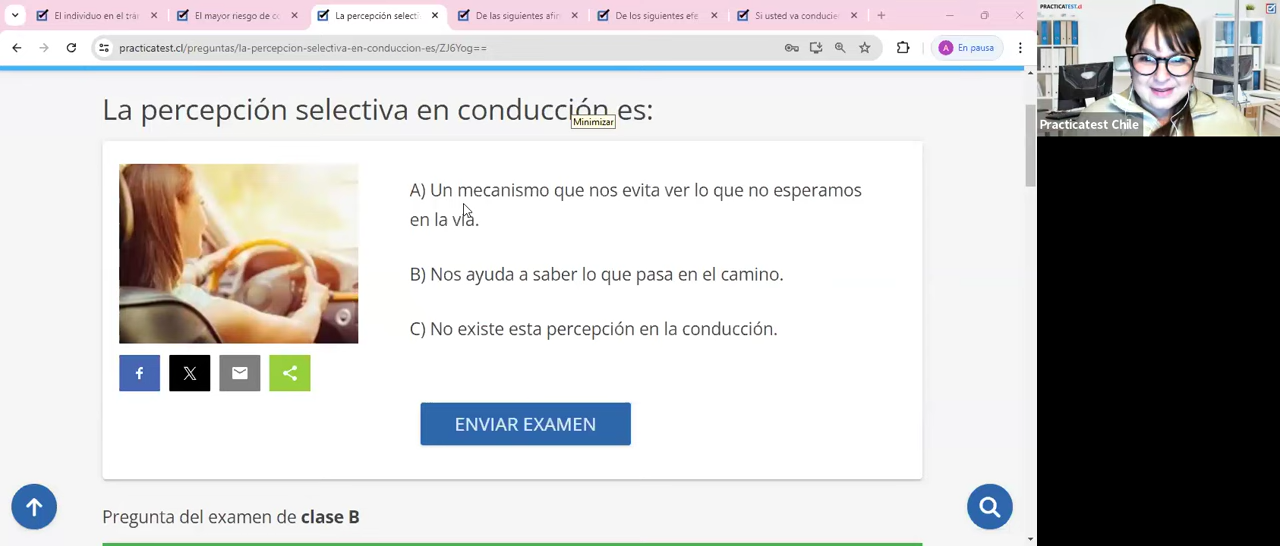 El individuo en el trán
El mayor riesgo de co
La percepción selecti
De las siguientes afir
De los siguientes efe
Si usted va conducie
practicatest.cl/preguntas/la-percepcion-selectiva-en-conduccion-es/ZJ6Yog==
A En pausa
PRACTICATEST.cl
Practicatest Chile
La percepción selectiva en conducción es:
Minimizar
A) Un mecanismo que nos evita ver lo que no esperamos
en la vía.
B) Nos ayuda a saber lo que pasa en el camino.
C) No existe esta percepción en la conducción.
ENVIAR EXAMEN
Pregunta del examen de clase B